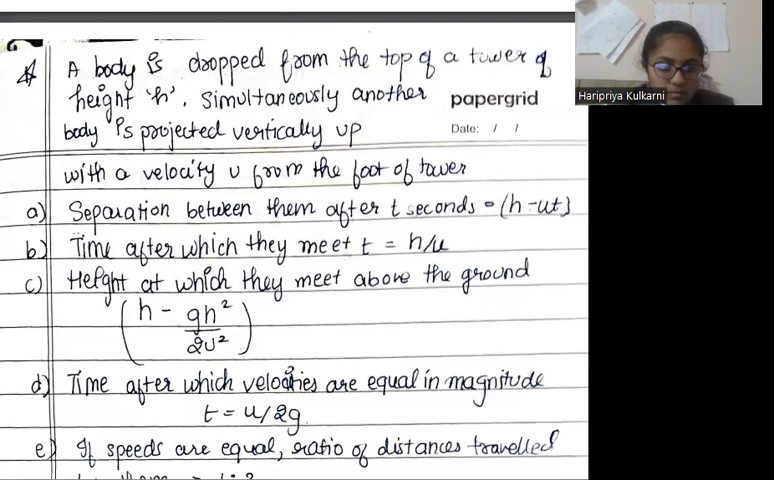 A body is dropped from the top of a tower of
height 'h'. Simultaneously another
papergrid
body is projected vertically up
Date: / /
with a velocity u from the foot of tower
a) Separation between them after t seconds = (h-ut)
b) Time after which they meet t = h/u
c) Height at which they meet above the ground
(h - gh²/2u²)
d) Time after which velocities are equal in magnitude
t = u/2g
e) If speeds are equal, ratio of distances travelled
Haripriya Kulkarni